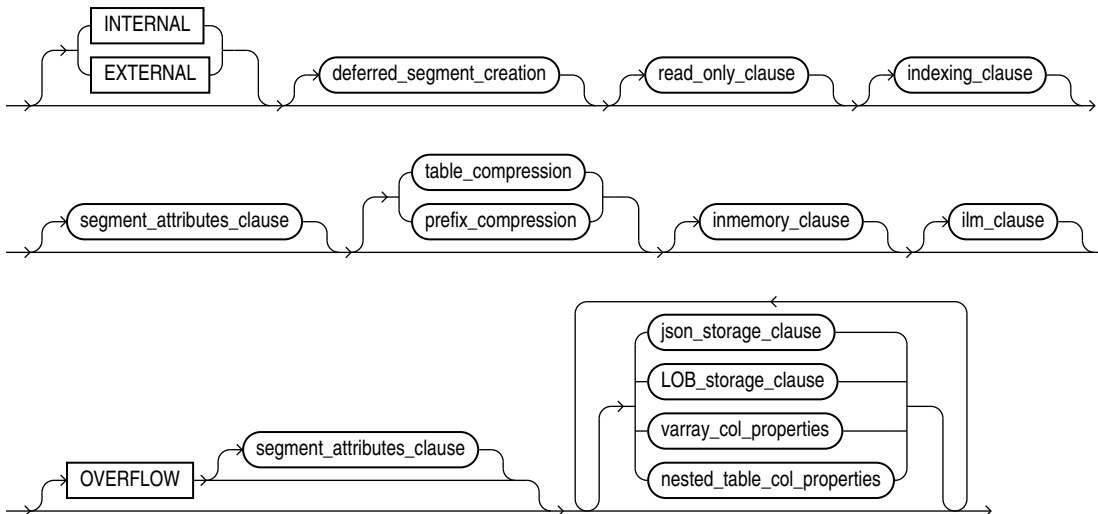 INTERNAL
EXTERNAL
deferred_segment_creation
read_only_clause
indexing_clause
segment_attributes_clause
table_compression
prefix_compression
inmemory_clause
ilm_clause
OVERFLOW
segment_attributes_clause
json_storage_clause
LOB_storage_clause
varray_col_properties
nested_table_col_properties